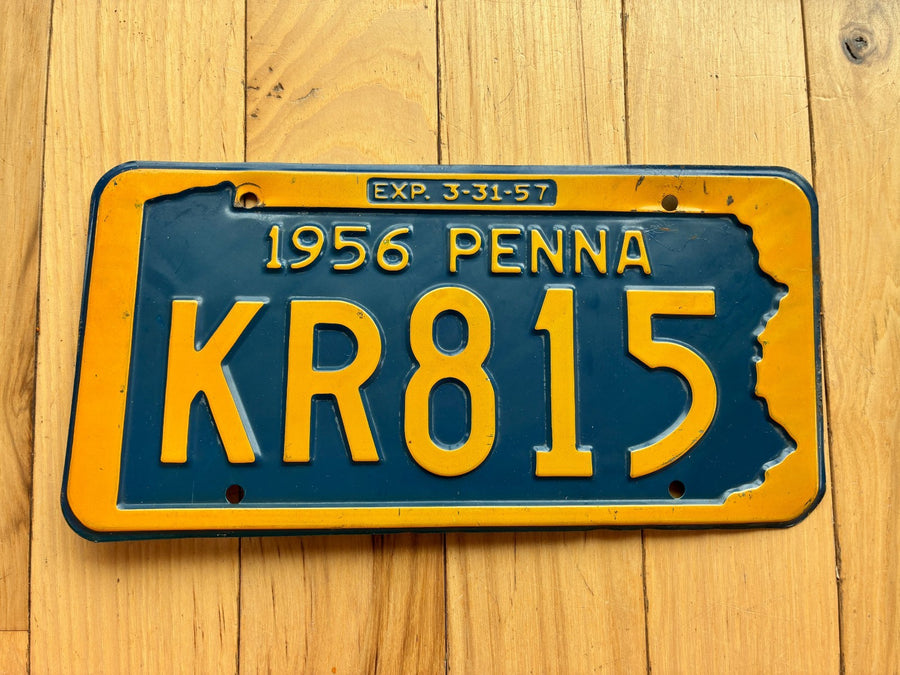 EXP. 3-31-57
1956 PENNA
KR815